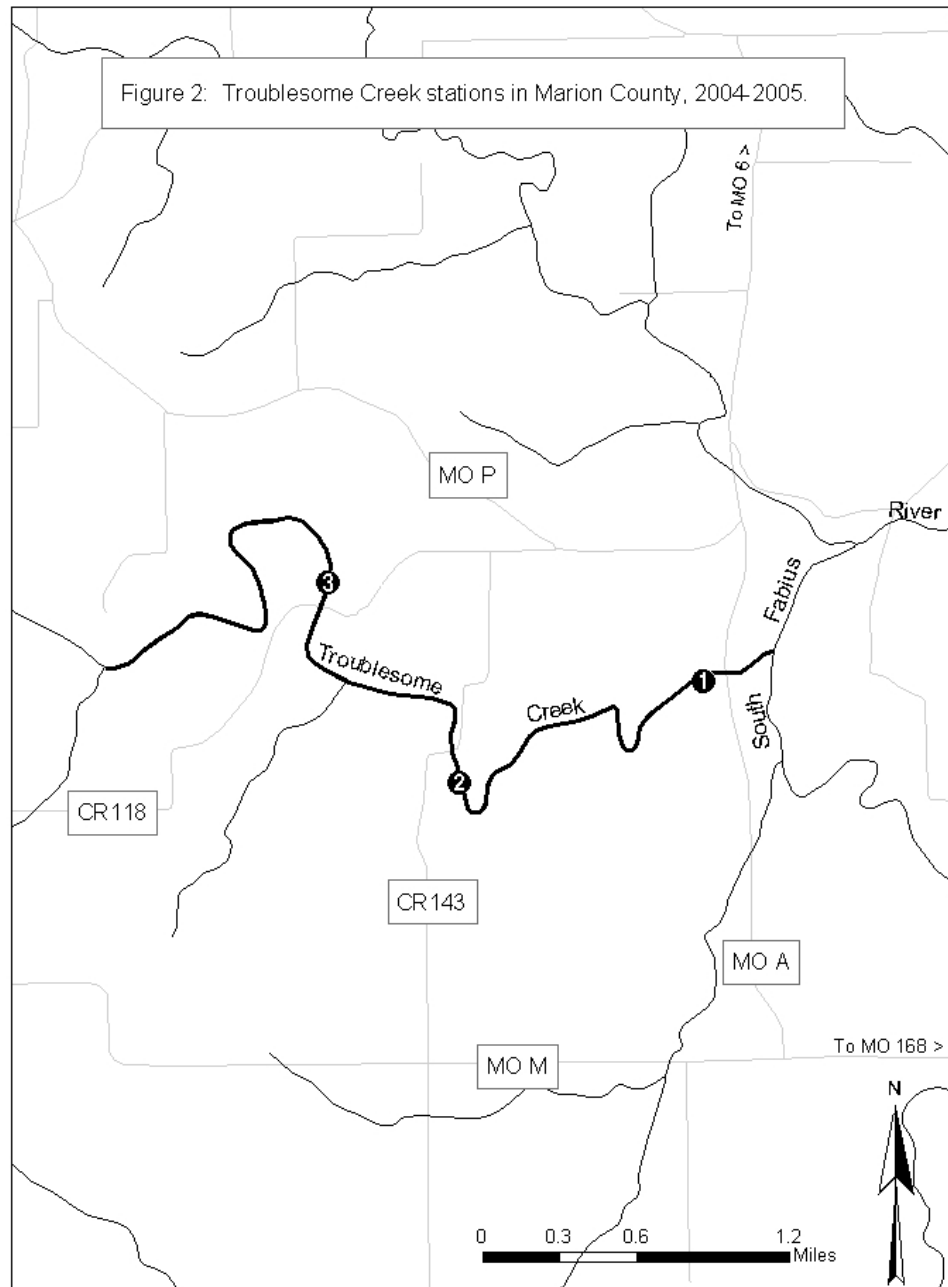 Figure 2: Troublesome Creek stations in Marion County, 2004-2005.
To MO 6 >
MO P
River
Fabius
3
Troublesome
1
Creek
South
2
CR118
CR143
MO A
To MO 168 >
MO M
N
0 0.3 0.6 1.2
Miles